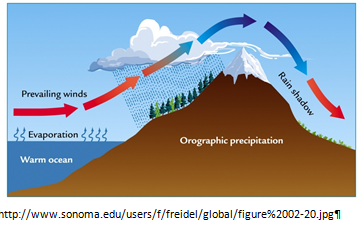 Prevailing winds
Rain shadow
Evaporation
Orographic precipitation
Warm ocean
http://www.sonoma.edu/users/f/freidel/global/figure%2002-20.jpg¶